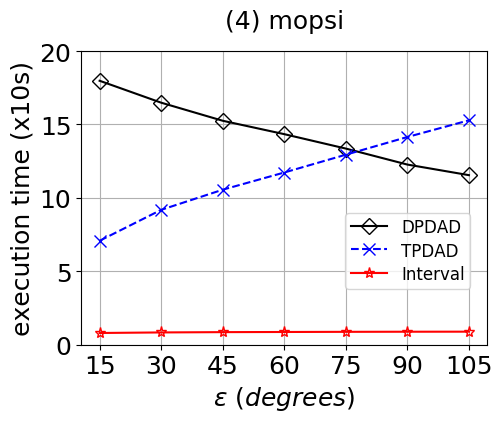 (4) mopsi
execution time (x10s)
20
15
10
5
0
DPDAD
TPDAD
Interval
15 30 45 60 75 90 105
ε (degrees)